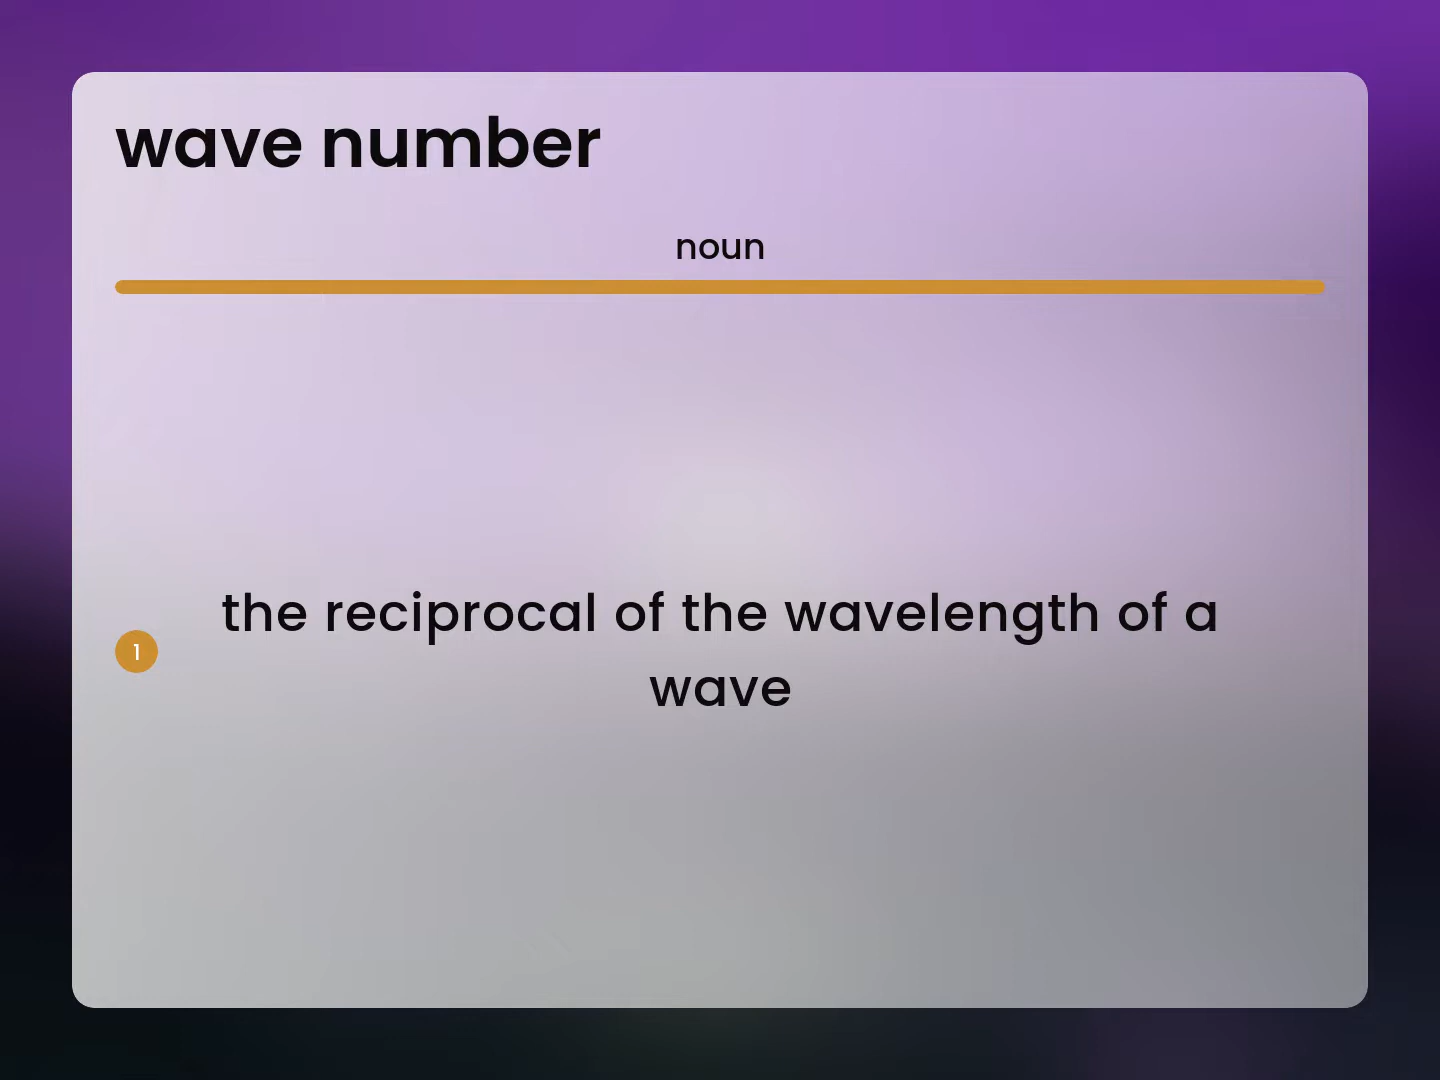 wave number
noun
1
the reciprocal of the wavelength of a
wave